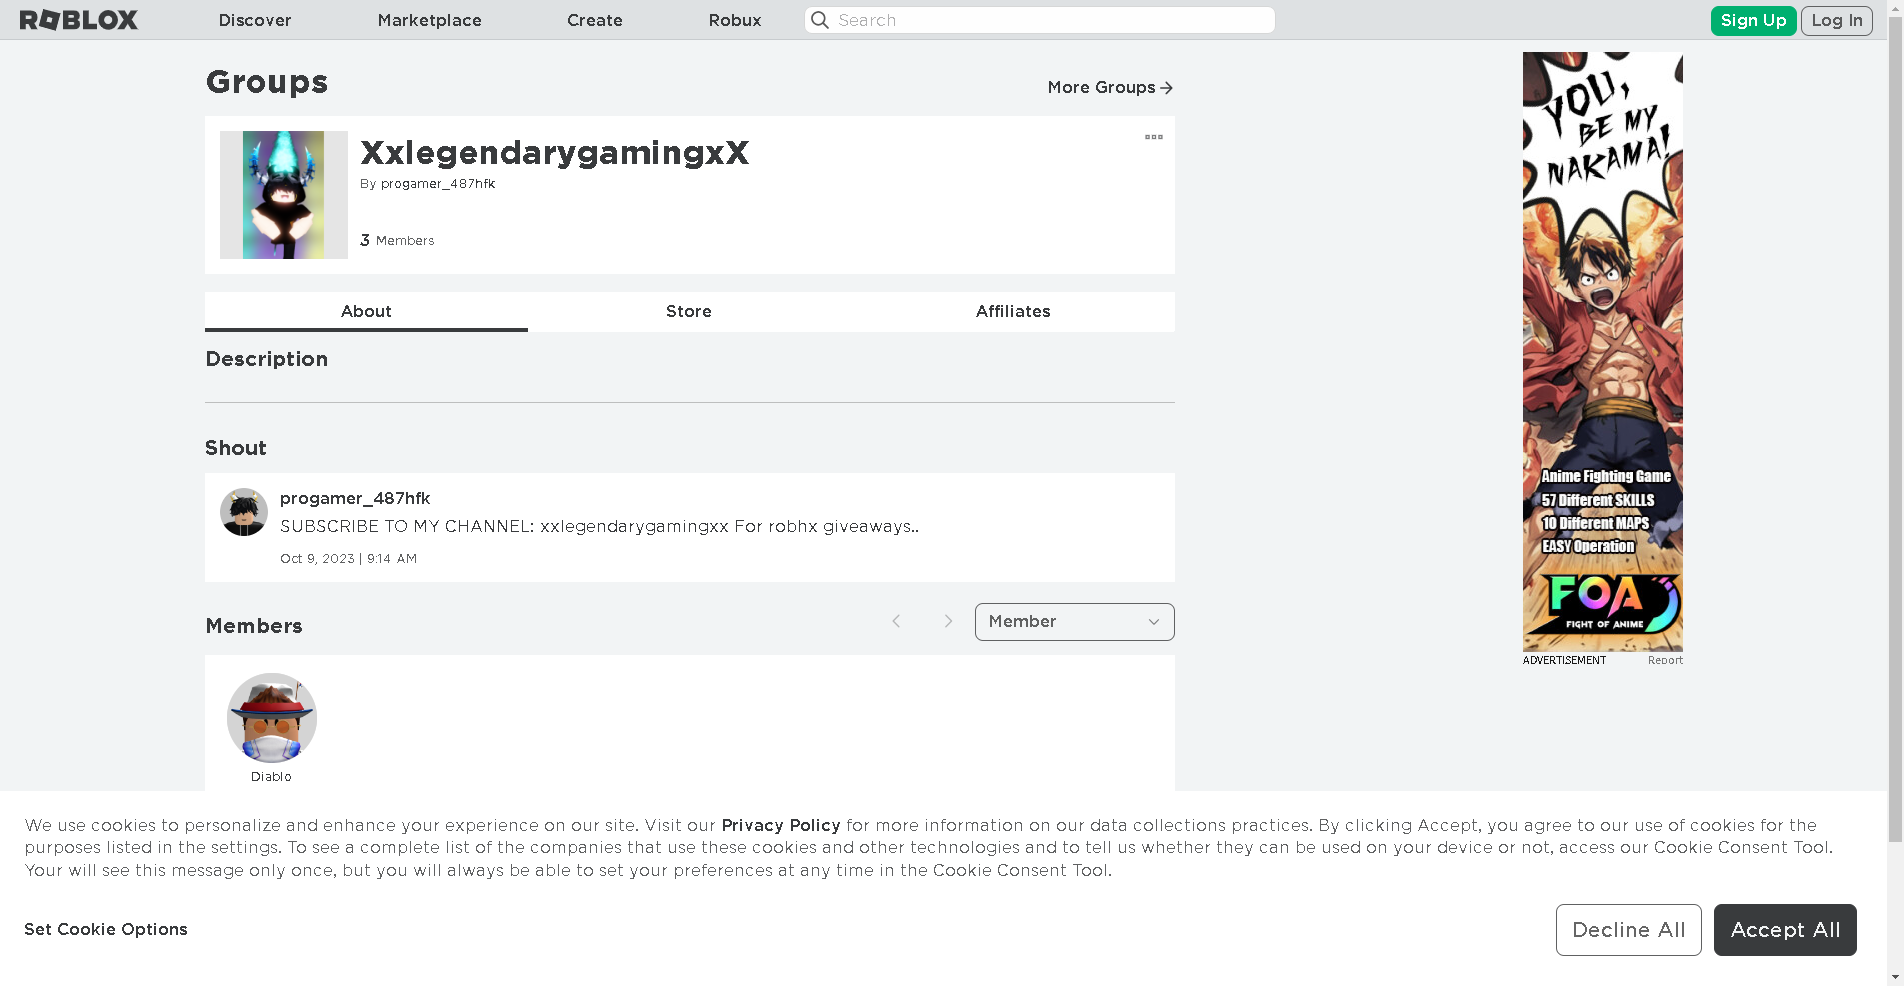 ROBLOX
Discover
Marketplace
Create
Robux
Search
Sign Up
Log In
Groups
More Groups
XxlegendarygamingxX
By progamer_487hfk
3 Members
About
Store
Affiliates
Description
Shout
progamer_487hfk
SUBSCRIBE TO MY CHANNEL: xxlegendarygamingxx For robhx giveaways..
Oct 9, 2023 | 9:14 AM
Members
Member
Diablo
YOU,
BE MY
NAKAMA!
Anime Fighting Game
57 Different SKILLS
10 Different MAPS
EASY Operation
FOA
FIGHT OF ANIME
ADVERTISEMENT
Report
We use cookies to personalize and enhance your experience on our site. Visit our Privacy Policy for more information on our data collections practices. By clicking Accept, you agree to our use of cookies for the
purposes listed in the settings. To see a complete list of the companies that use these cookies and other technologies and to tell us whether they can be used on your device or not, access our Cookie Consent Tool.
Your will see this message only once, but you will always be able to set your preferences at any time in the Cookie Consent Tool.
Set Cookie Options
Decline All
Accept All